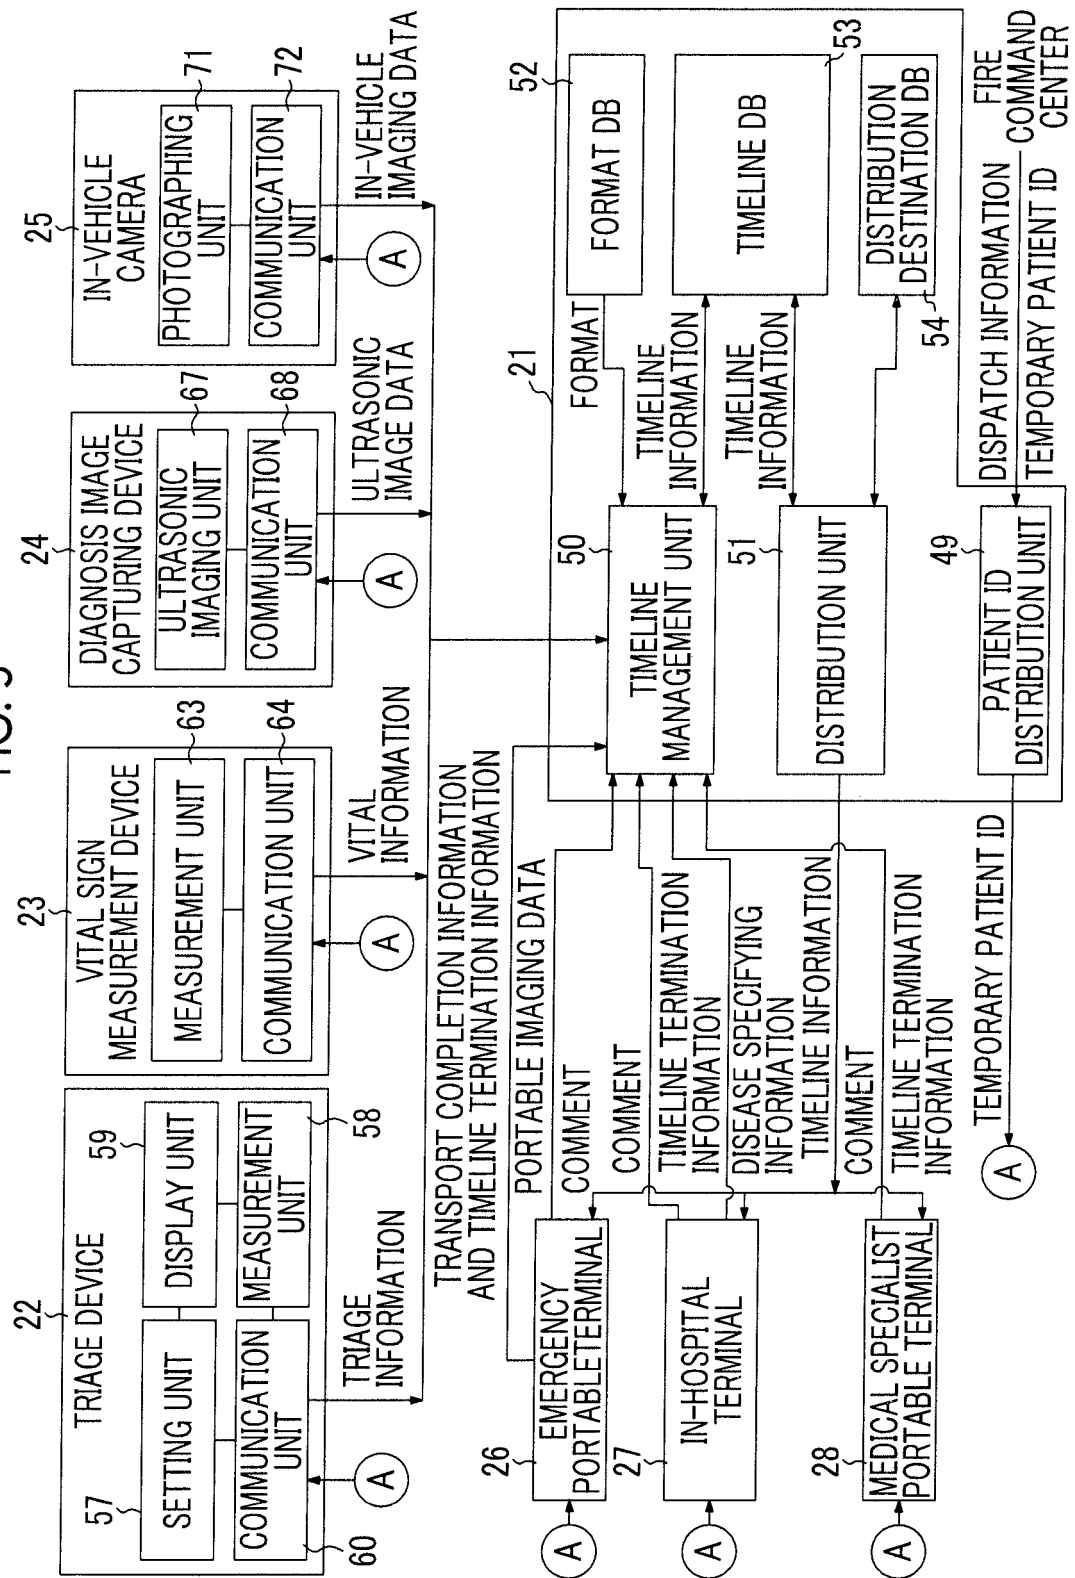 22
TRIAGE DEVICE
57
SETTING UNIT
59
DISPLAY UNIT
COMMUNICATION
UNIT
60
MEASUREMENT
UNIT
58
A
TRIAGE
INFORMATION
23
VITAL SIGN
MEASUREMENT DEVICE
MEASUREMENT UNIT
63
COMMUNICATION UNIT
64
A
VITAL
INFORMATION
24
DIAGNOSIS IMAGE
CAPTURING DEVICE
ULTRASONIC
IMAGING UNIT
67
COMMUNICATION
UNIT
68
A
ULTRASONIC
IMAGE DATA
25
IN-VEHICLE
CAMERA
PHOTOGRAPHING
UNIT
71
COMMUNICATION
UNIT
72
A
IN-VEHICLE
IMAGING DATA
TRANSPORT COMPLETION INFORMATION
AND TIMELINE TERMINATION INFORMATION
PORTABLE IMAGING DATA
COMMENT
COMMENT
TIMELINE TERMINATION
INFORMATION
DISEASE SPECIFYING
INFORMATION
TIMELINE INFORMATION
COMMENT
TIMELINE TERMINATION
INFORMATION
A
26
EMERGENCY
PORTABLETERMINAL
A
27
IN-HOSPITAL
TERMINAL
A
28
MEDICAL SPECIALIST
PORTABLE TERMINAL
21
50
TIMELINE
MANAGEMENT UNIT
51
DISTRIBUTION UNIT
49
PATIENT ID
DISTRIBUTION UNIT
FORMAT
TIMELINE
INFORMATION
TIMELINE
INFORMATION
52
FORMAT DB
53
TIMELINE DB
DISTRIBUTION
DESTINATION DB
54
A
TEMPORARY PATIENT ID
DISPATCH INFORMATION
TEMPORARY PATIENT ID
FIRE
COMMAND
CENTER